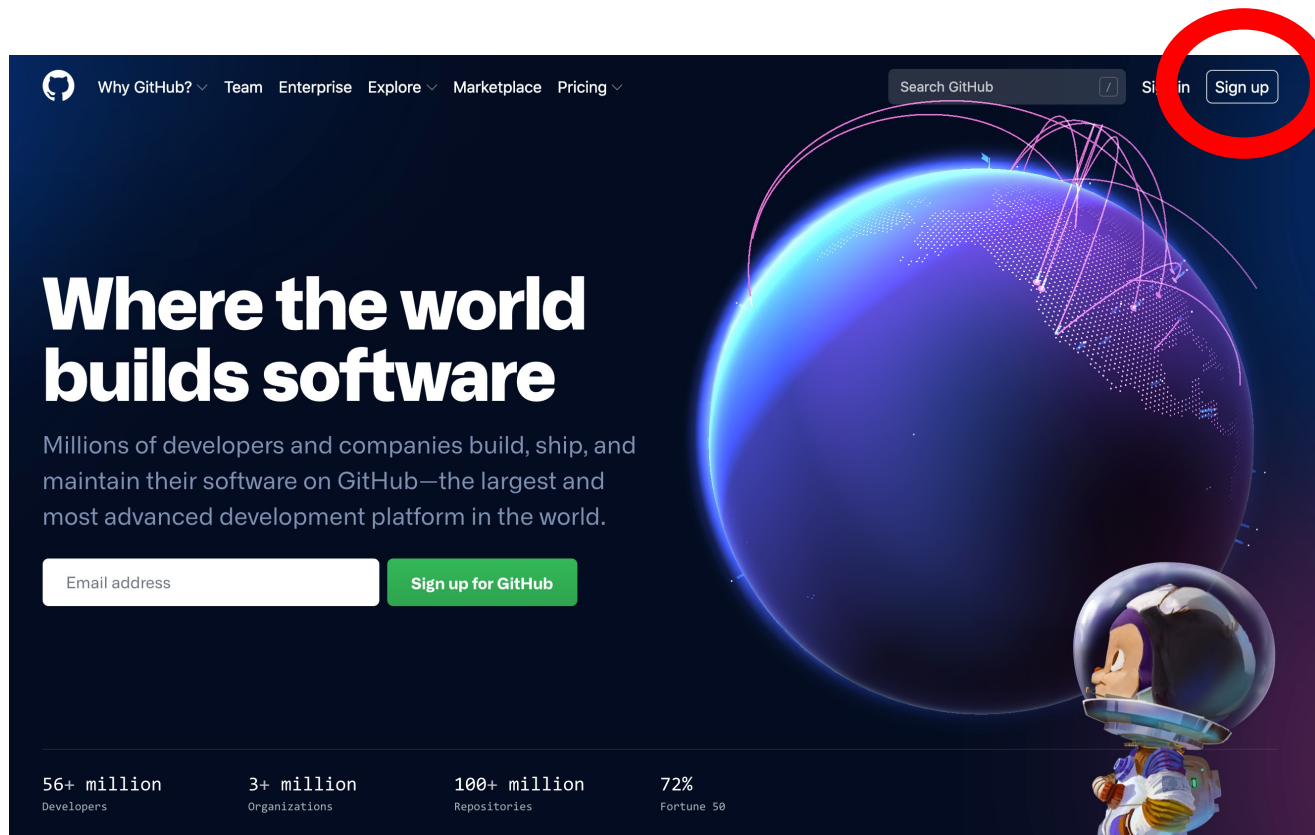 Why GitHub? Team Enterprise Explore Marketplace Pricing Search GitHub / Sign in Sign up
Where the world
builds software
Millions of developers and companies build, ship, and
maintain their software on GitHub—the largest and
most advanced development platform in the world.
Email address Sign up for GitHub
56+ million 3+ million 100+ million 72%
Developers Organizations Repositories Fortune 50